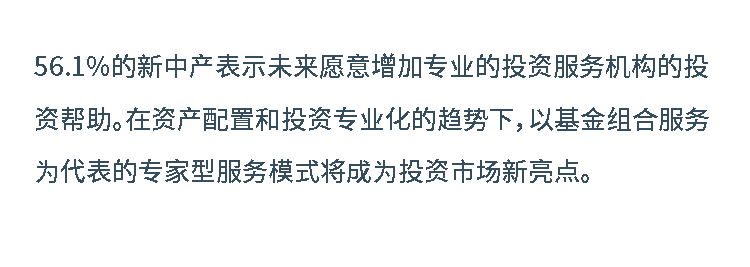 56.1%的新中产表示未来愿意增加专业的投资服务机构的投
资帮助。在资产配置和投资专业化的趋势下，以基金组合服务
为代表的专家型服务模式将成为投资市场新亮点。